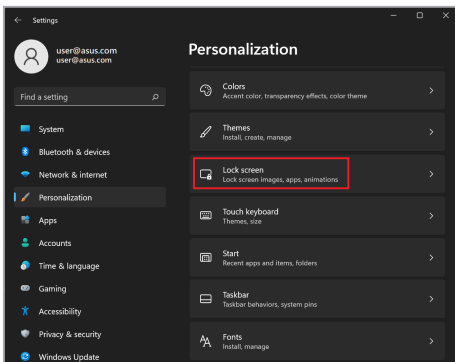 Settings
user@asus.com
user@asus.com
Find a setting
System
Bluetooth & devices
Network & internet
Personalization
Apps
Accounts
Time & language
Gaming
Accessibility
Privacy & security
Windows Update
Personalization
Colors
Accent color, transparency effects, color theme
Themes
Install, create, manage
Lock screen
Lock screen images, apps, animations
Touch keyboard
Themes, size
Start
Recent apps and items, folders
Taskbar
Taskbar behaviors, system pins
Fonts
Install, manage